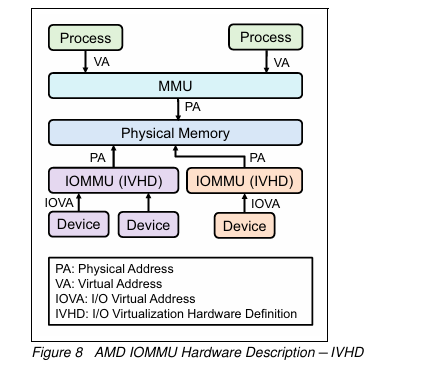 Process
Process
VA
VA
MMU
PA
Physical Memory
PA
PA
IOMMU (IVHD)
IOMMU (IVHD)
IOVA
IOVA
Device
Device
Device
PA: Physical Address
VA: Virtual Address
IOVA: I/O Virtual Address
IVHD: I/O Virtualization Hardware Definition
Figure 8 AMD IOMMU Hardware Description – IVHD